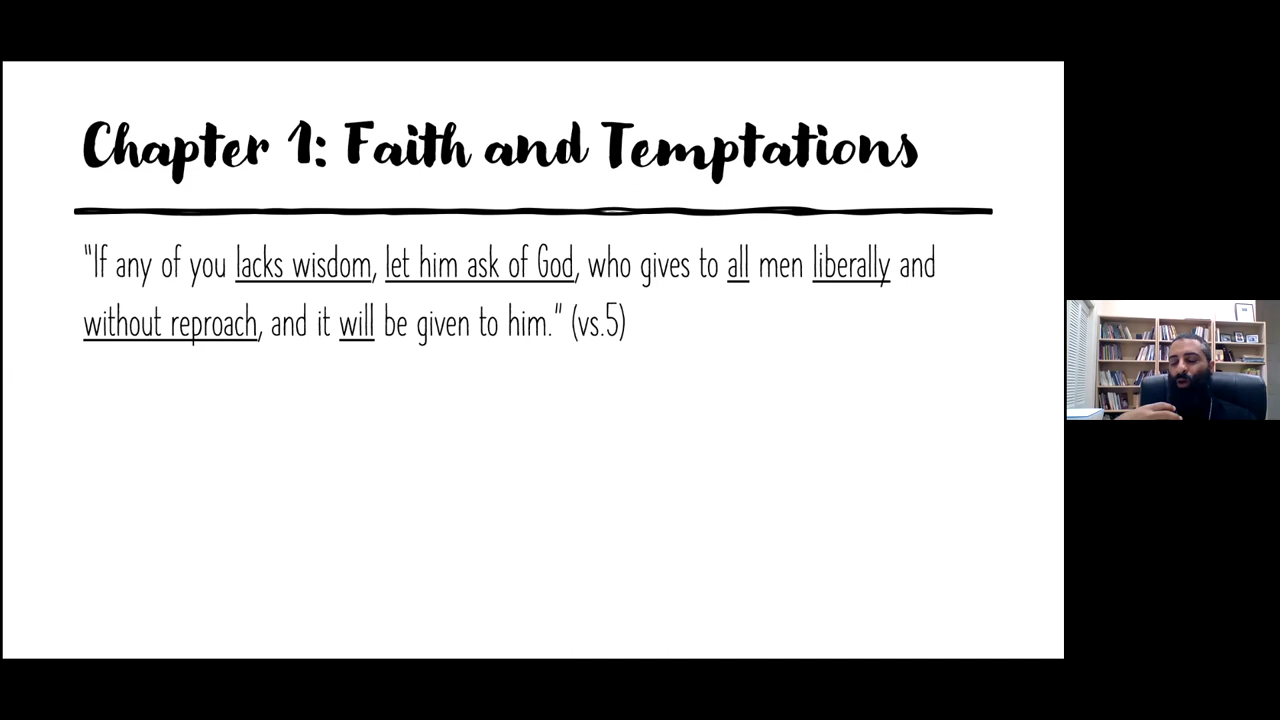 Chapter 1: Faith and Temptations
"If any of you lacks wisdom, let him ask of God, who gives to all men liberally and
without reproach, and it will be given to him." (vs.5)